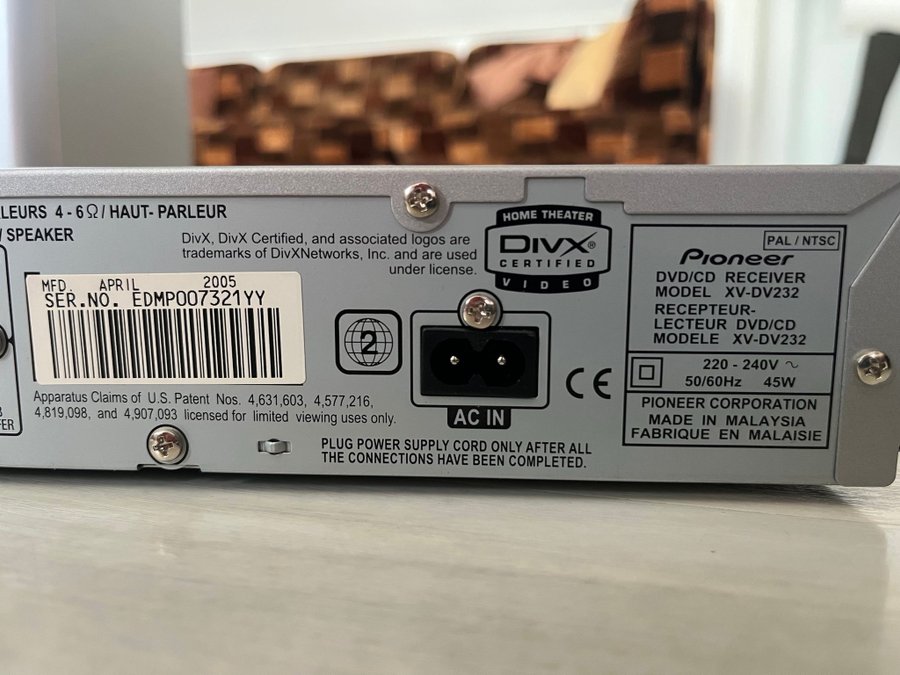 LEURS 4 - 6Ω / HAUT- PARLEUR
/ SPEAKER
DivX, DivX Certified, and associated logos are
trademarks of DivXNetworks, Inc. and are used
under license.
HOME THEATER
DivX®
CERTIFIED
VIDEO
MFD. APRIL 2005
SER.NO. EDMP007321YY
2
Apparatus Claims of U.S. Patent Nos. 4,631,603, 4,577,216,
4,819,098, and 4,907,093 licensed for limited viewing uses only.
AC IN
CE
PLUG POWER SUPPLY CORD ONLY AFTER ALL
THE CONNECTIONS HAVE BEEN COMPLETED.
PAL / NTSC
Pioneer
DVD/CD RECEIVER
MODEL XV-DV232
RECEPTEUR-
LECTEUR DVD/CD
MODELE XV-DV232
220 - 240V ~
50/60Hz 45W
PIONEER CORPORATION
MADE IN MALAYSIA
FABRIQUE EN MALAISIE